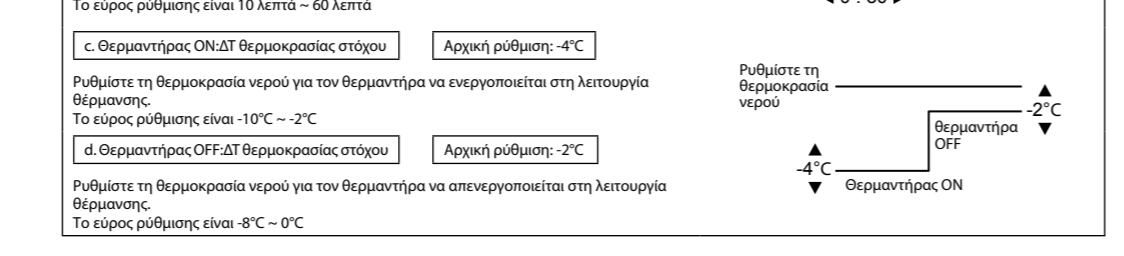 Το εύρος ρύθμισης είναι 10 λεπτά ~ 60 λεπτά
c. Θερμαντήρας ON:ΔΤ θερμοκρασίας στόχου
Αρχική ρύθμιση: -4°C
Ρυθμίστε τη θερμοκρασία νερού για τον θερμαντήρα να ενεργοποιείται στη λειτουργία
θέρμανσης.
Το εύρος ρύθμισης είναι -10°C ~ -2°C
d. Θερμαντήρας OFF:ΔΤ θερμοκρασίας στόχου
Αρχική ρύθμιση: -2°C
Ρυθμίστε τη θερμοκρασία νερού για τον θερμαντήρα να απενεργοποιείται στη λειτουργία
θέρμανσης.
Το εύρος ρύθμισης είναι -8°C ~ 0°C
Ρυθμίστε τη
θερμοκρασία
νερού
▲
-2°C
▼
θερμαντήρα
OFF
▲
-4°C
▼
Θερμαντήρας ON